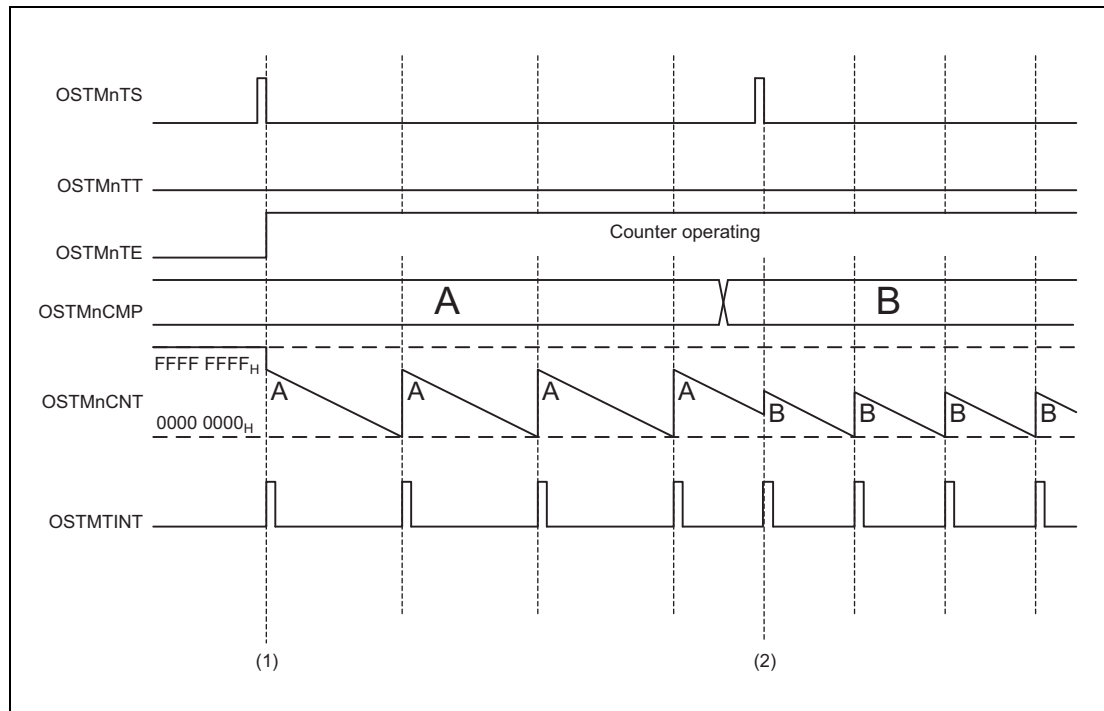 OSTMnTS
OSTMnTT
Counter operating
OSTMnTE
OSTMnCMP
A
B
FFFF FFFFH
OSTMnCNT
A
A
A
A
B
B
B
B
0000 0000H
OSTMTINT
(1)
(2)